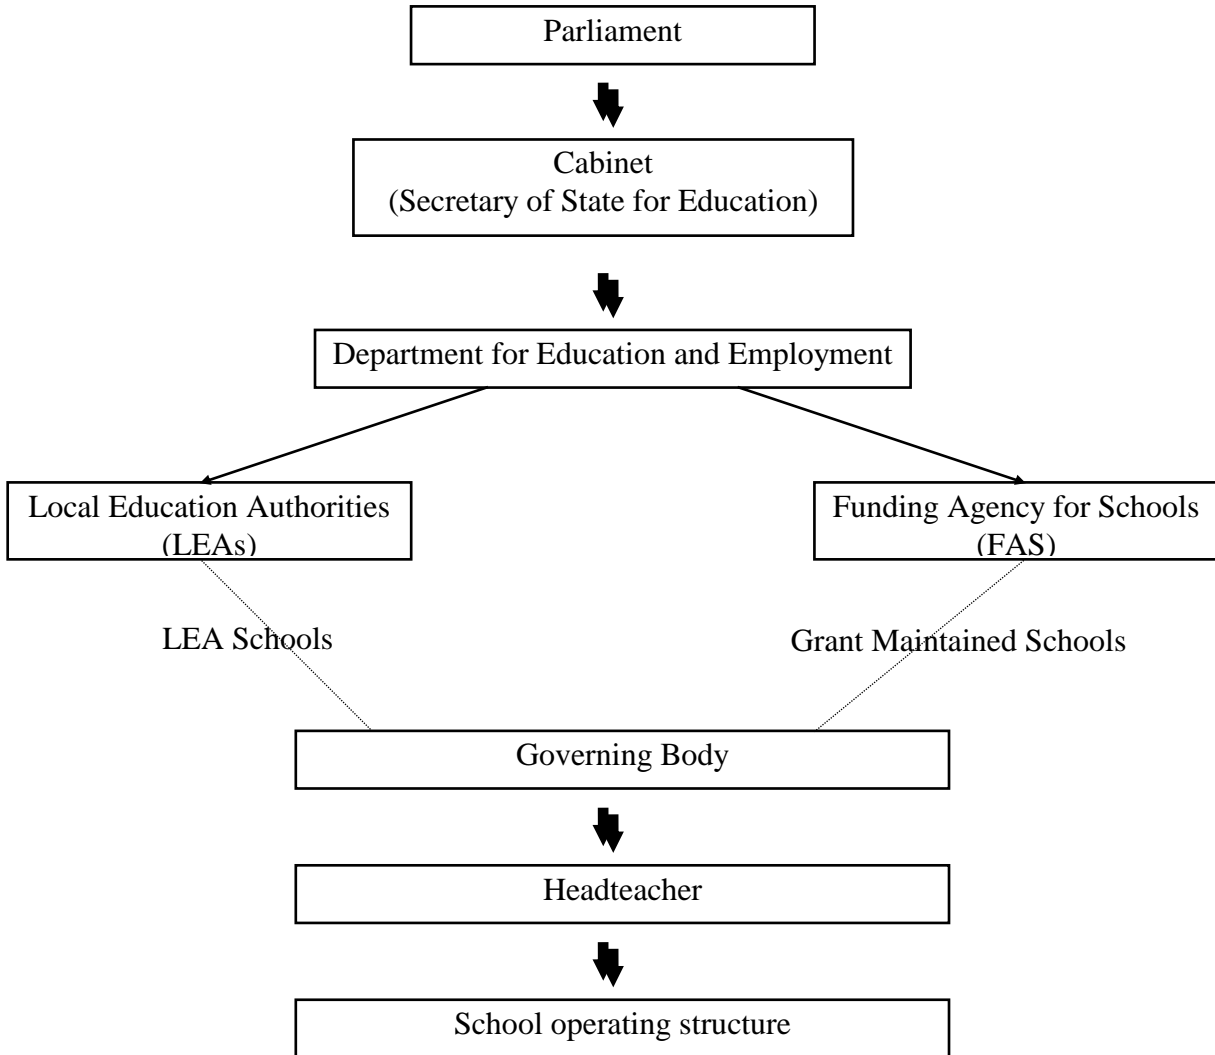 Parliament
Cabinet
(Secretary of State for Education)
Department for Education and Employment
Local Education Authorities
(LEAs)
Funding Agency for Schools
(FAS)
LEA Schools
Grant Maintained Schools
Governing Body
Headteacher
School operating structure